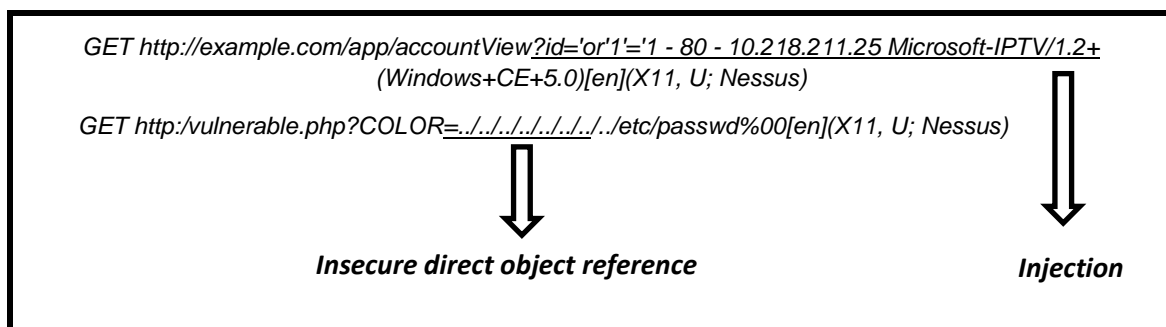 GET http://example.com/app/accountView?id='or'1'='1 - 80 - 10.218.211.25 Microsoft-IPTV/1.2+
(Windows+CE+5.0)[en](X11, U; Nessus)
GET http:/vulnerable.php?COLOR=../../../../../../../../../etc/passwd%00[en](X11, U; Nessus)
Insecure direct object reference
Injection